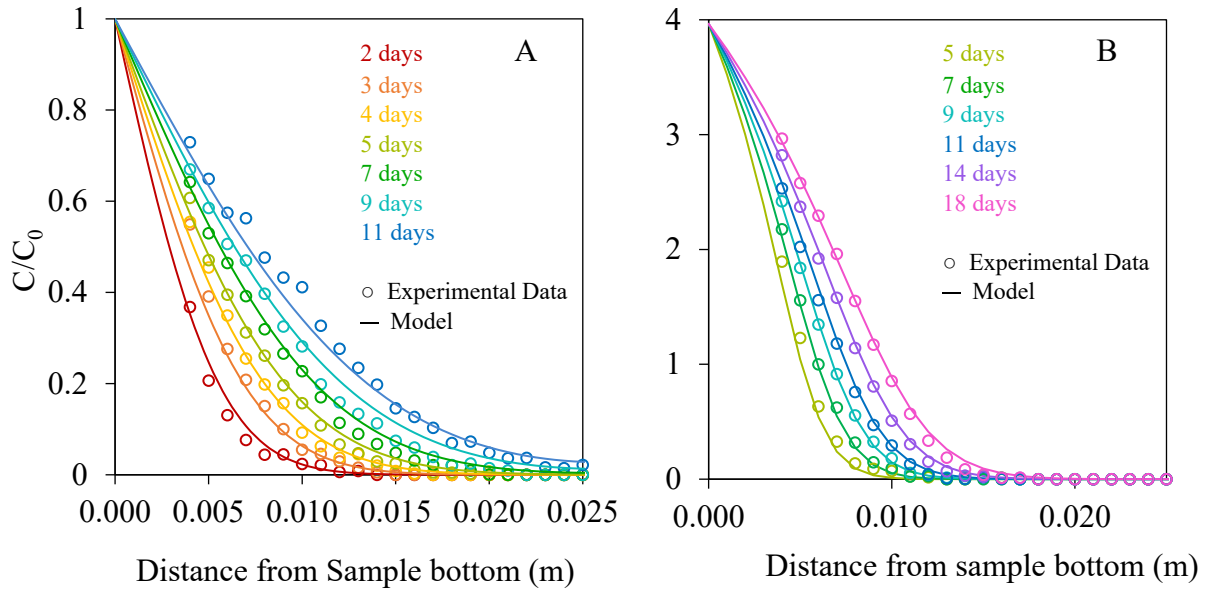 A
C/C0
1
0.8
0.6
0.4
0.2
0
2 days
3 days
4 days
5 days
7 days
9 days
11 days
Experimental Data
Model
0.000 0.005 0.010 0.015 0.020 0.025
Distance from Sample bottom (m)
B
4
3
2
1
0
5 days
7 days
9 days
11 days
14 days
18 days
Experimental Data
Model
0.000 0.010 0.020
Distance from sample bottom (m)